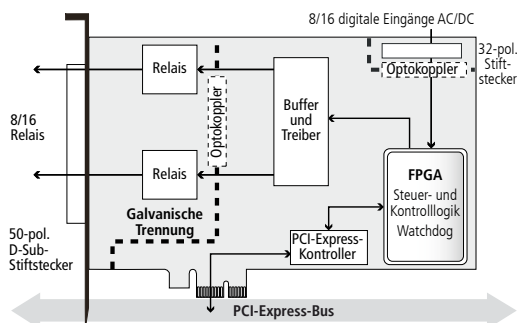 8/16 digitale Eingänge AC/DC
32-pol.
Stift-
stecker
Optokoppler
Relais
Optokoppler
Buffer
und
Treiber
8/16
Relais
Relais
FPGA
Steuer- und
Kontrolllogik
Watchdog
Galvanische
Trennung
50-pol.
D-Sub-
Stiftstecker
PCI-Express-
Kontroller
PCI-Express-Bus